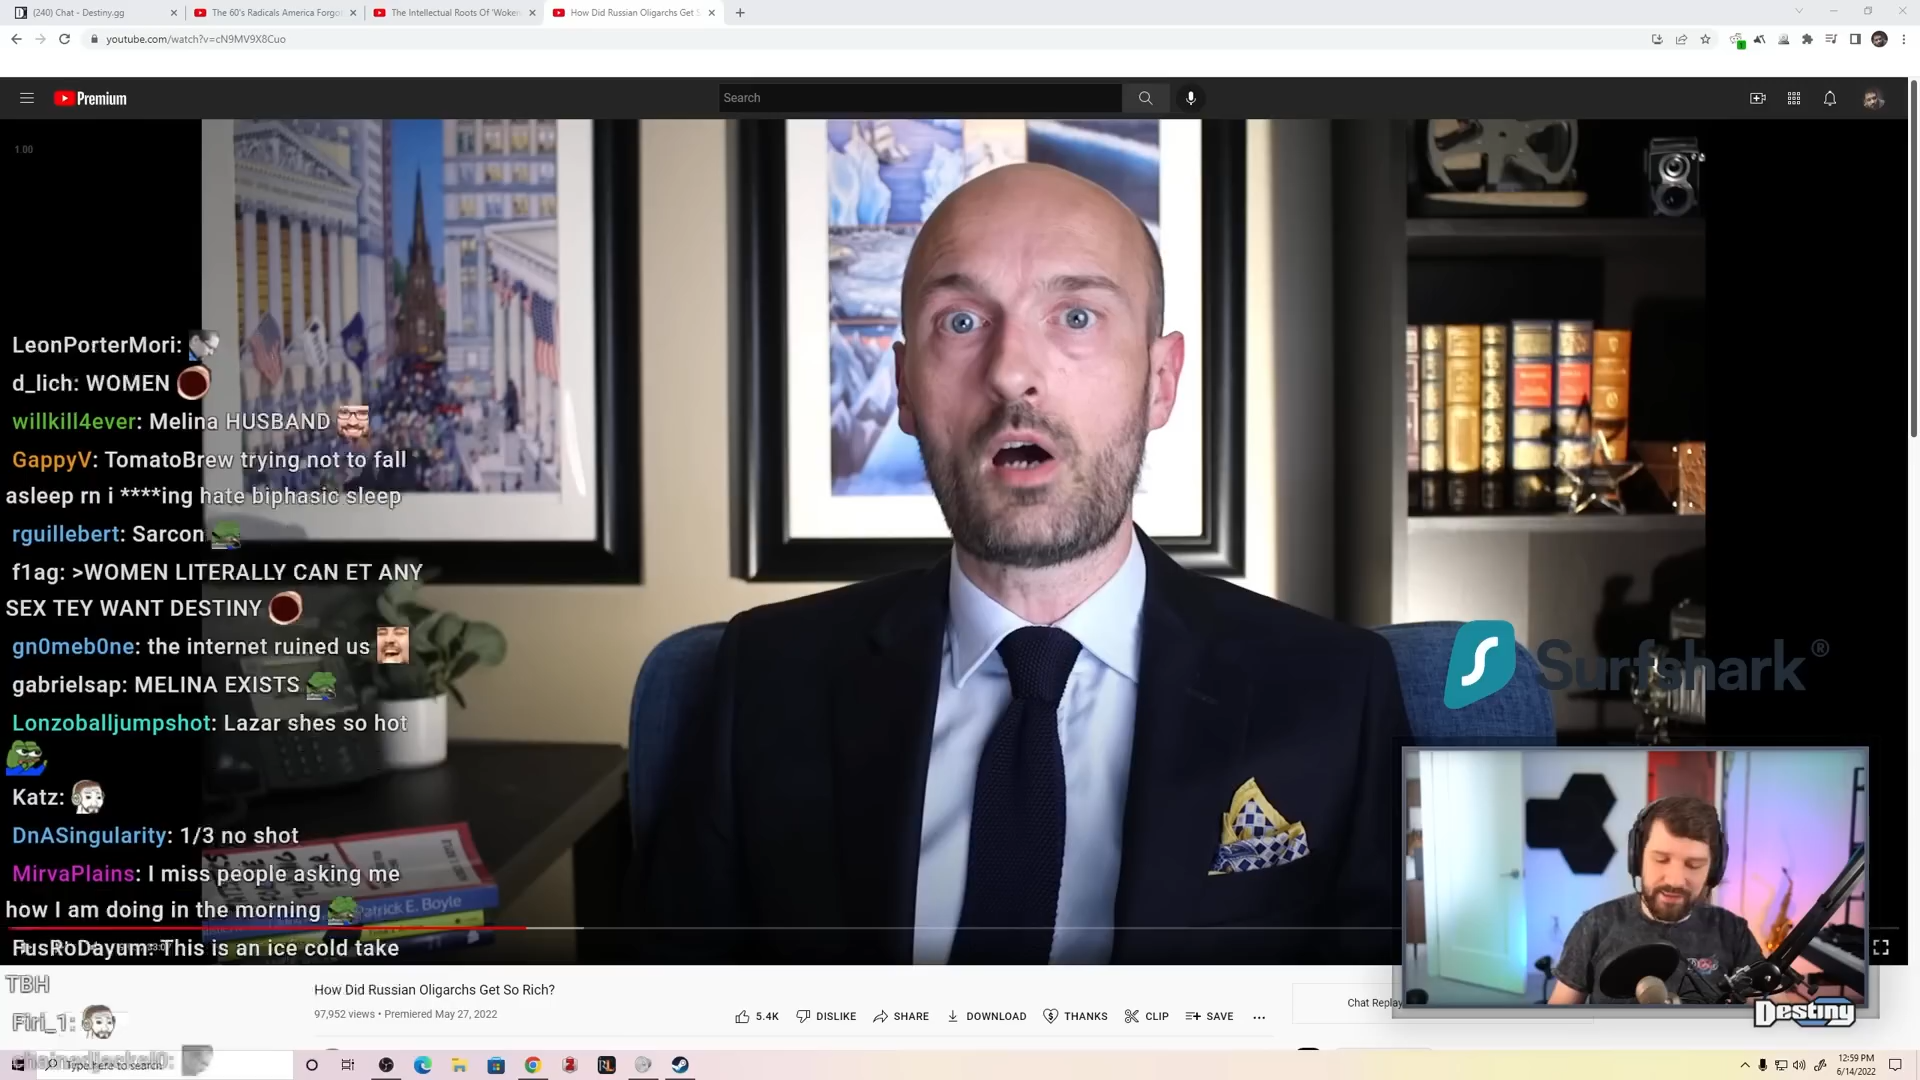 (240) Chat - Destiny.gg
The 60's Radicals America Forgot
The Intellectual Roots Of 'Woken
How Did Russian Oligarchs Get S
youtube.com/watch?v=cN9MV9X8Cuo
Premium
Search
1.00
LeonPorterMori:
d_lich: WOMEN
willkill4ever: Melina HUSBAND
GappyV: TomatoBrew trying not to fall
asleep rn i ****ing hate biphasic sleep
rguillebert: Sarcon
f1ag: >WOMEN LITERALLY CAN ET ANY
SEX TEY WANT DESTINY
gn0meb0ne: the internet ruined us
gabrielsap: MELINA EXISTS
Lonzoballjumpshot: Lazar shes so hot
Katz:
DnASingularity: 1/3 no shot
MirvaPlains: I miss people asking me
how I am doing in the morning
FusRoDayum: This is an ice cold take
TBH
Firi_1:
Patrick E. Boyle
Surfshark®
Destiny
How Did Russian Oligarchs Get So Rich?
97,952 views • Premiered May 27, 2022
5.4K
DISLIKE
SHARE
DOWNLOAD
THANKS
CLIP
SAVE
Chat Replay
Type here to search
12:59 PM
6/14/2022